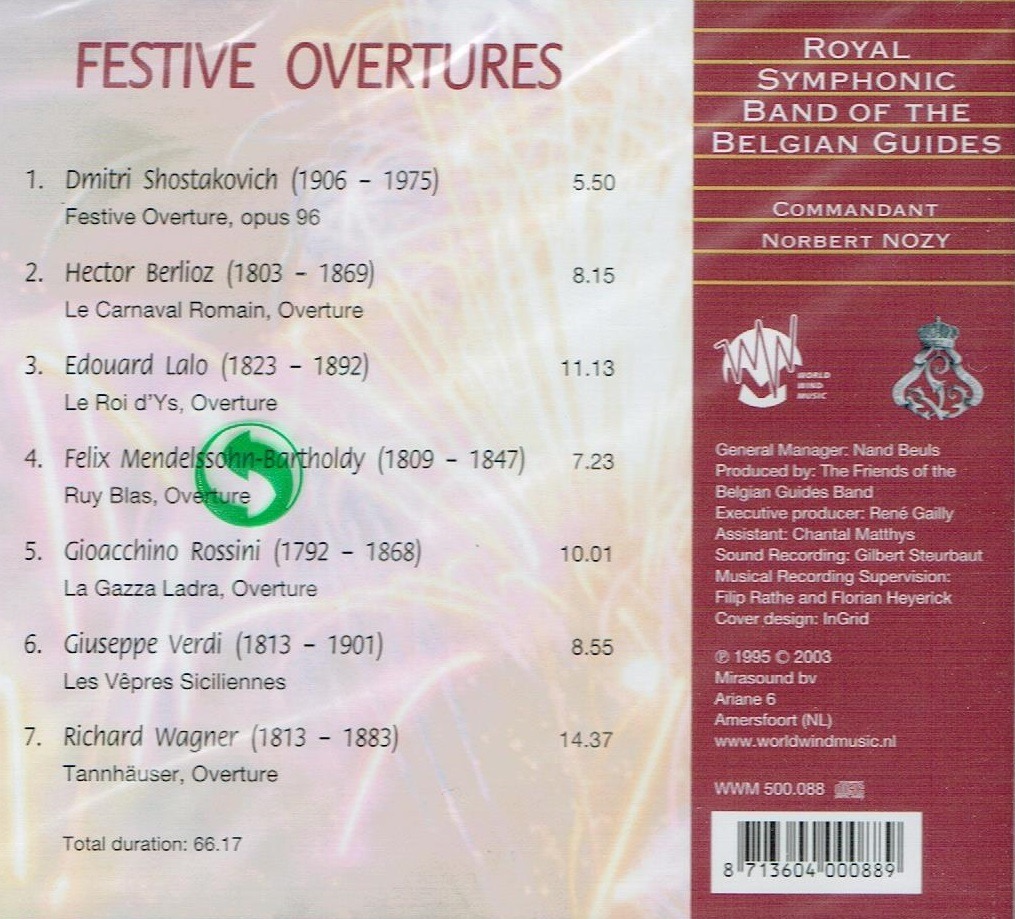 FESTIVE OVERTURES
1. Dmitri Shostakovich (1906 - 1975) 5.50
Festive Overture, opus 96
2. Hector Berlioz (1803 - 1869) 8.15
Le Carnaval Romain, Overture
3. Edouard Lalo (1823 - 1892) 11.13
Le Roi d'Ys, Overture
4. Felix Mendelssohn-Bartholdy (1809 - 1847) 7.23
Ruy Blas, Overture
5. Gioacchino Rossini (1792 - 1868) 10.01
La Gazza Ladra, Overture
6. Giuseppe Verdi (1813 - 1901) 8.55
Les Vêpres Siciliennes
7. Richard Wagner (1813 - 1883) 14.37
Tannhäuser, Overture
Total duration: 66.17
ROYAL
SYMPHONIC
BAND OF THE
BELGIAN GUIDES
COMMANDANT
NORBERT NOZY
WORLD
WIND
MUSIC
General Manager: Nand Beuls
Produced by: The Friends of the
Belgian Guides Band
Executive producer: René Gailly
Assistant: Chantal Matthys
Sound Recording: Gilbert Steurbaut
Musical Recording Supervision:
Filip Rathe and Florian Heyerick
Cover design: InGrid
℗ 1995 © 2003
Mirasound bv
Ariane 6
Amersfoort (NL)
www.worldwindmusic.nl
WWM 500.088
8 713604 000889